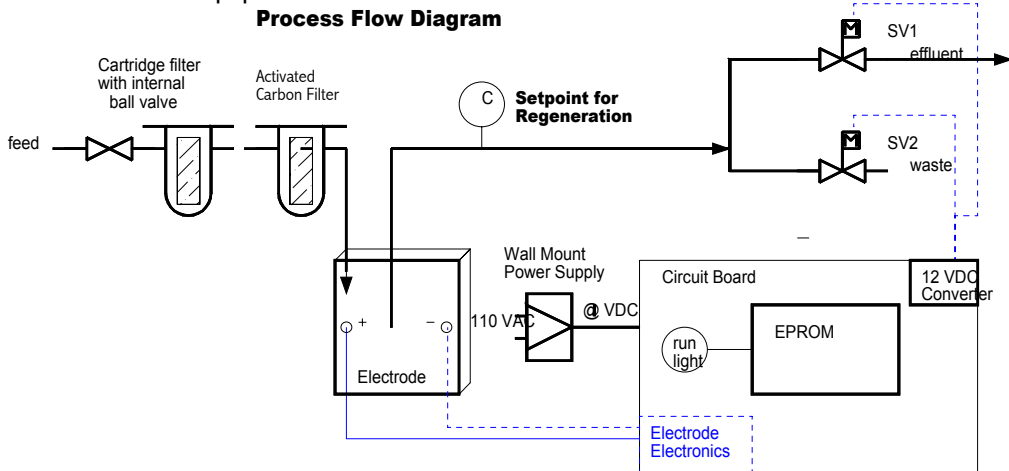 Process Flow Diagram
SV1
effluent
Cartridge filter
with internal
ball valve
Activated
Carbon Filter
C
Setpoint for
Regeneration
feed
M
M
SV2
waste
Wall Mount
Power Supply
Circuit Board
12 VDC
Converter
+
−
110 VAC
VDC
EPROM
run
light
Electrode
Electrode
Electronics